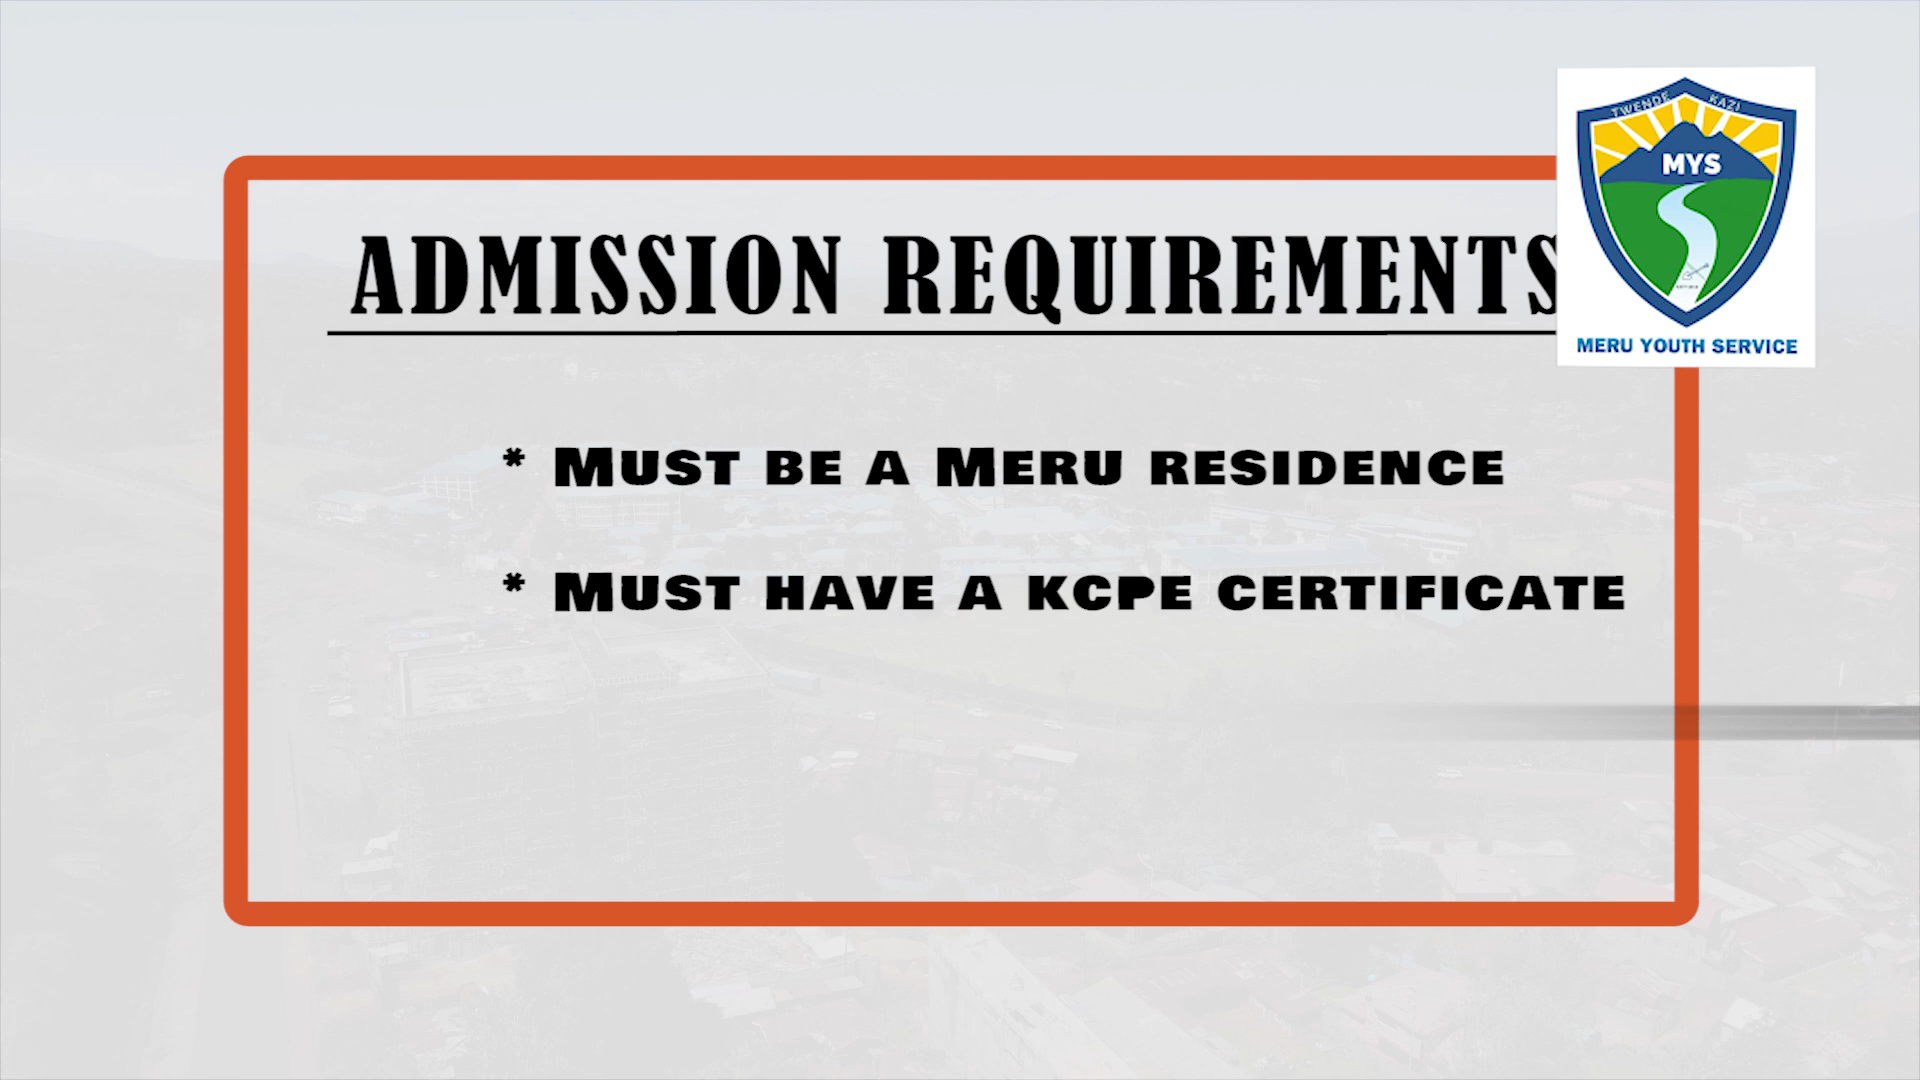 ADMISSION REQUIREMENTS
* MUST BE A MERU RESIDENCE
* MUST HAVE A KCPE CERTIFICATE
TWENDE KAZI
MYS
MERU YOUTH SERVICE